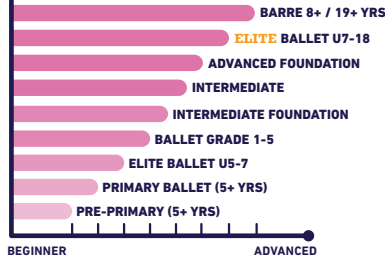 BARRE 8+ / 19+ YRS
ELITE BALLET U7-18
ADVANCED FOUNDATION
INTERMEDIATE
INTERMEDIATE FOUNDATION
BALLET GRADE 1-5
ELITE BALLET U5-7
PRIMARY BALLET (5+ YRS)
PRE-PRIMARY (5+ YRS)
BEGINNER ADVANCED